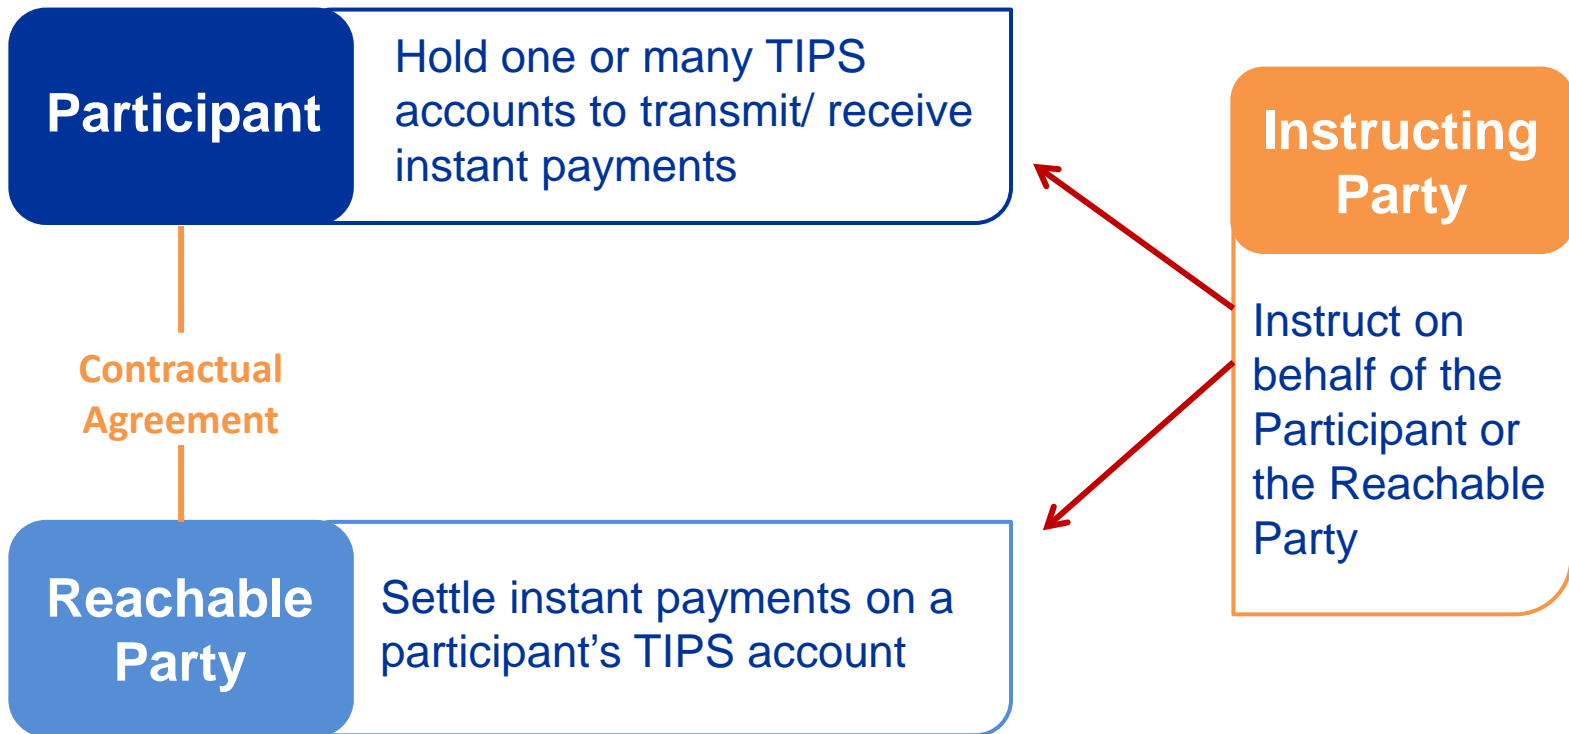 Participant
Hold one or many TIPS
accounts to transmit/ receive
instant payments
Instructing
Party
Instruct on
behalf of the
Participant or
the Reachable
Party
Contractual
Agreement
Reachable
Party
Settle instant payments on a
participant’s TIPS account